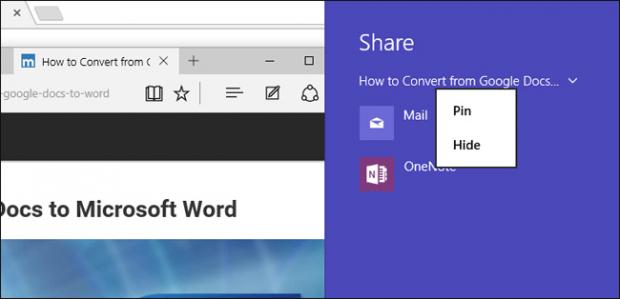 m How to Convert from G
-google-docs-to-word
Docs to Microsoft Word
Share
How to Convert from Google Docs...
Mail
OneNote
Pin
Hide